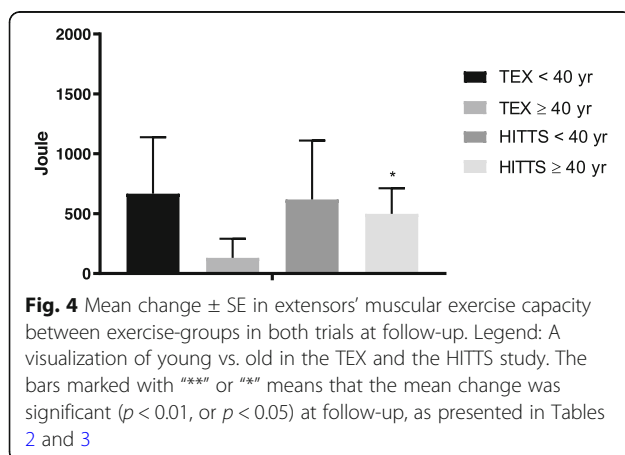 2000
1500
1000
500
0
Joule
*
TEX < 40 yr
TEX ≥ 40 yr
HITTS < 40 yr
HITTS ≥ 40 yr
Fig. 4 Mean change ± SE in extensors’ muscular exercise capacity
between exercise-groups in both trials at follow-up. Legend: A
visualization of young vs. old in the TEX and the HITTS study. The
bars marked with “**” or “*” means that the mean change was
significant (p < 0.01, or p < 0.05) at follow-up, as presented in Tables
2 and 3